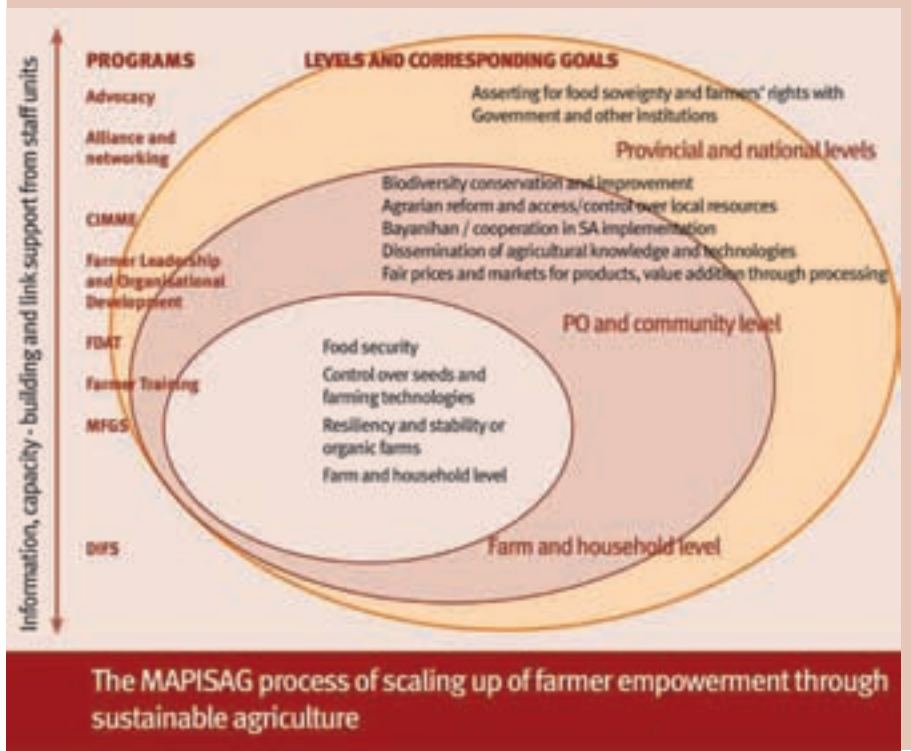 Information, capacity - building and link support from staff units
PROGRAMS
Advocacy
Alliance and
networking
CIMME
Farmer Leadership
and Organisational
Development
FDAT
Farmer Training
MFGS
DIFS
LEVELS AND CORRESPONDING GOALS
Asserting for food soveignty and farmers' rights with
Government and other institutions
Provincial and national levels
Biodiversity conservation and improvement
Agrarian reform and access/control over local resources
Bayanihan / cooperation in SA implementation
Dissemination of agricultural knowledge and technologies
Fair prices and markets for products, value addition through processing
PO and community level
Food security
Control over seeds and
farming technologies
Resiliency and stability or
organic farms
Farm and household level
Farm and household level
The MAPISAG process of scaling up of farmer empowerment through
sustainable agriculture